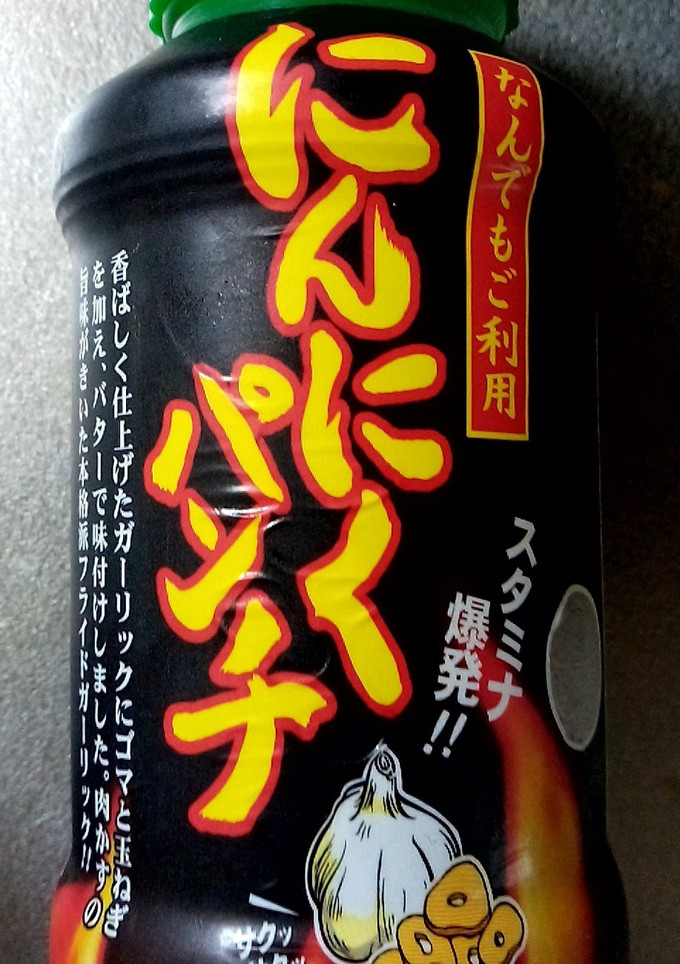 なんでもご利用
にんにく
パンチ
スタミナ
爆発!!
香ばしく仕上げたガーリックにゴマと玉ねぎ
を加え、バターで味付けしました。肉かすの
旨味がきいた本格派フライドガーリック!!
サクッ